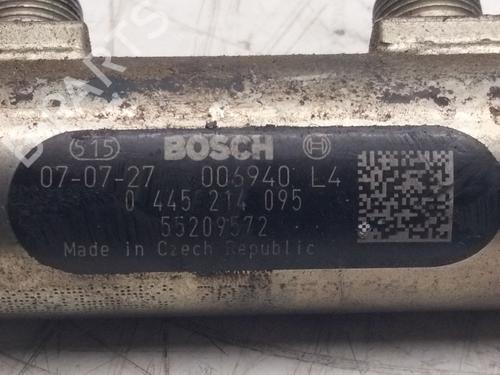 515 BOSCH
07-07-27 006940 L4
0 445 214 095
55209572
Made in Czech Republic